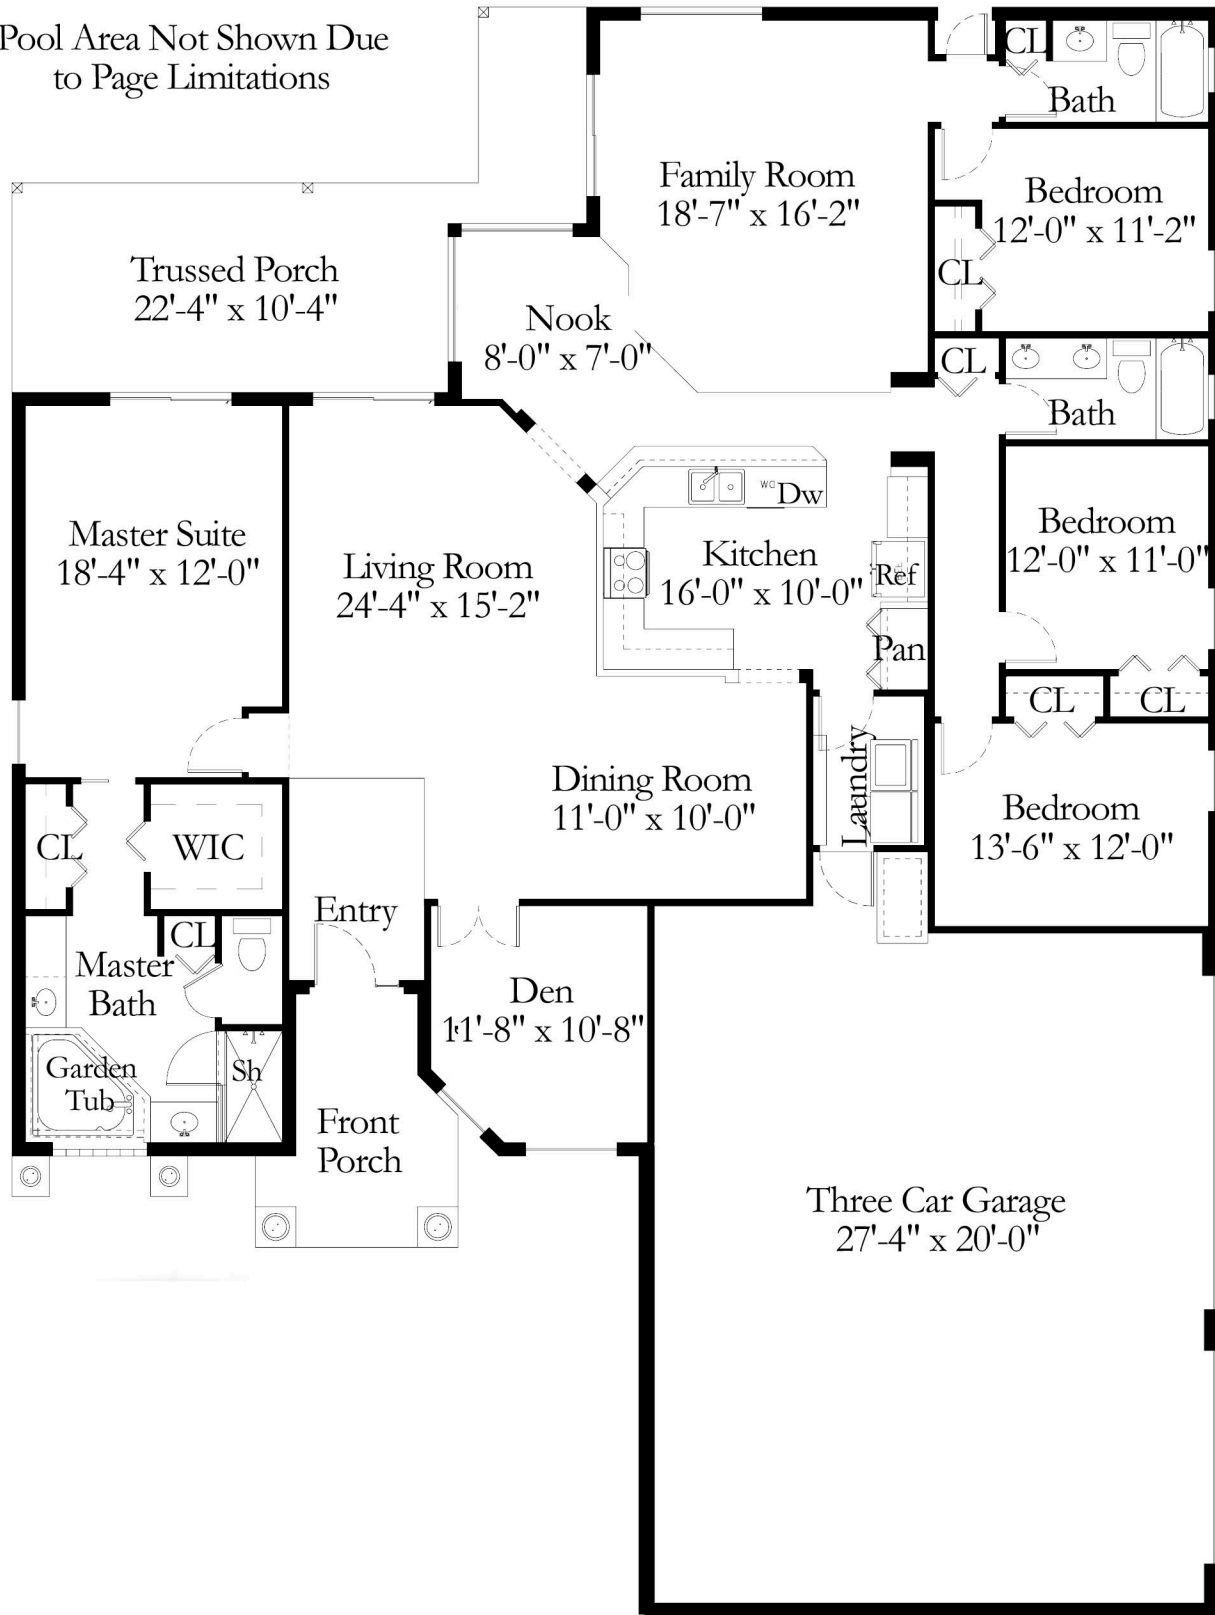 Pool Area Not Shown Due
to Page Limitations
CL
Bath
Family Room
18'-7" x 16'-2"
Bedroom
12'-0" x 11'-2"
CL
Trussed Porch
22'-4" x 10'-4"
Nook
8'-0" x 7'-0"
CL
Bath
Master Suite
18'-4" x 12'-0"
Living Room
24'-4" x 15'-2"
Dw
Kitchen
16'-0" x 10'-0"
Ref
Pan
Bedroom
12'-0" x 11'-0"
CL
CL
Laundry
Dining Room
11'-0" x 10'-0"
Bedroom
13'-6" x 12'-0"
CL
WIC
Entry
CL
Master
Bath
Den
11'-8" x 10'-8"
Garden
Tub
Sh
Front
Porch
Three Car Garage
27'-4" x 20'-0"